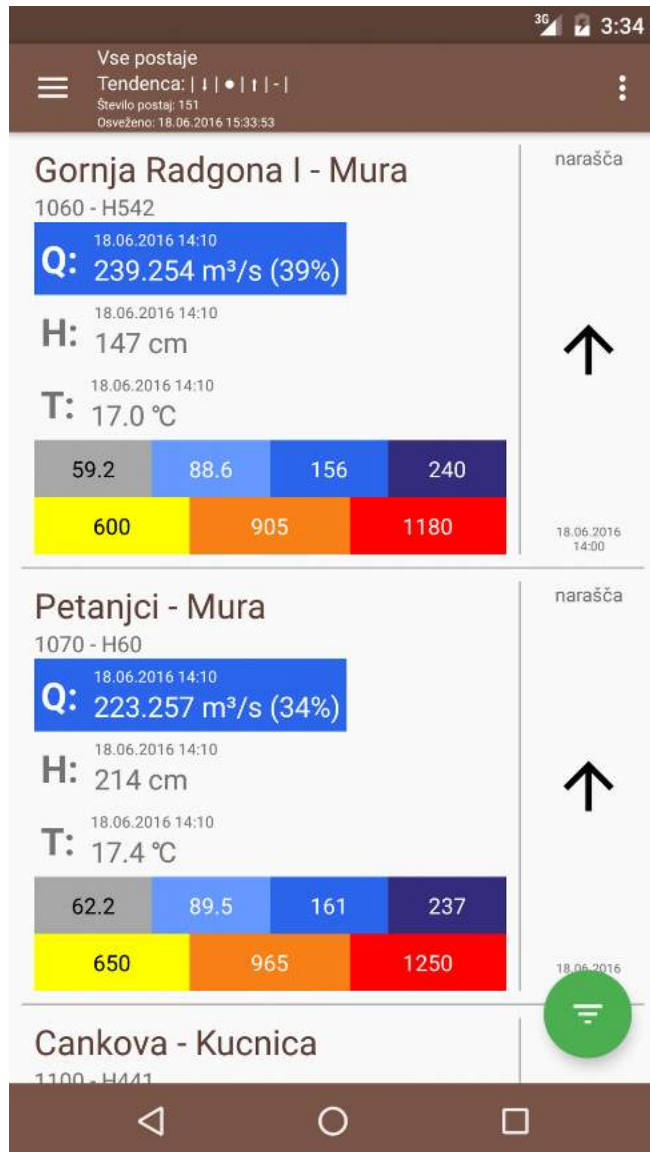 3G 3:34
Vse postaje
Tendenca: | ⬇ | ● | ⬆ | - |
Število postaj: 151
Osveženo: 18.06.2016 15:33:53
Gornja Radgona I - Mura
1060 - H542
18.06.2016 14:10
Q: 239.254 m³/s (39%)
18.06.2016 14:10
H: 147 cm
18.06.2016 14:10
T: 17.0 ℃
59.2 88.6 156 240
600 905 1180
narašča
18.06.2016
14:00
Petanjci - Mura
1070 - H60
18.06.2016 14:10
Q: 223.257 m³/s (34%)
18.06.2016 14:10
H: 214 cm
18.06.2016 14:10
T: 17.4 ℃
62.2 89.5 161 237
650 965 1250
narašča
18.06.2016
Cankova - Kucnica
1100 - H441